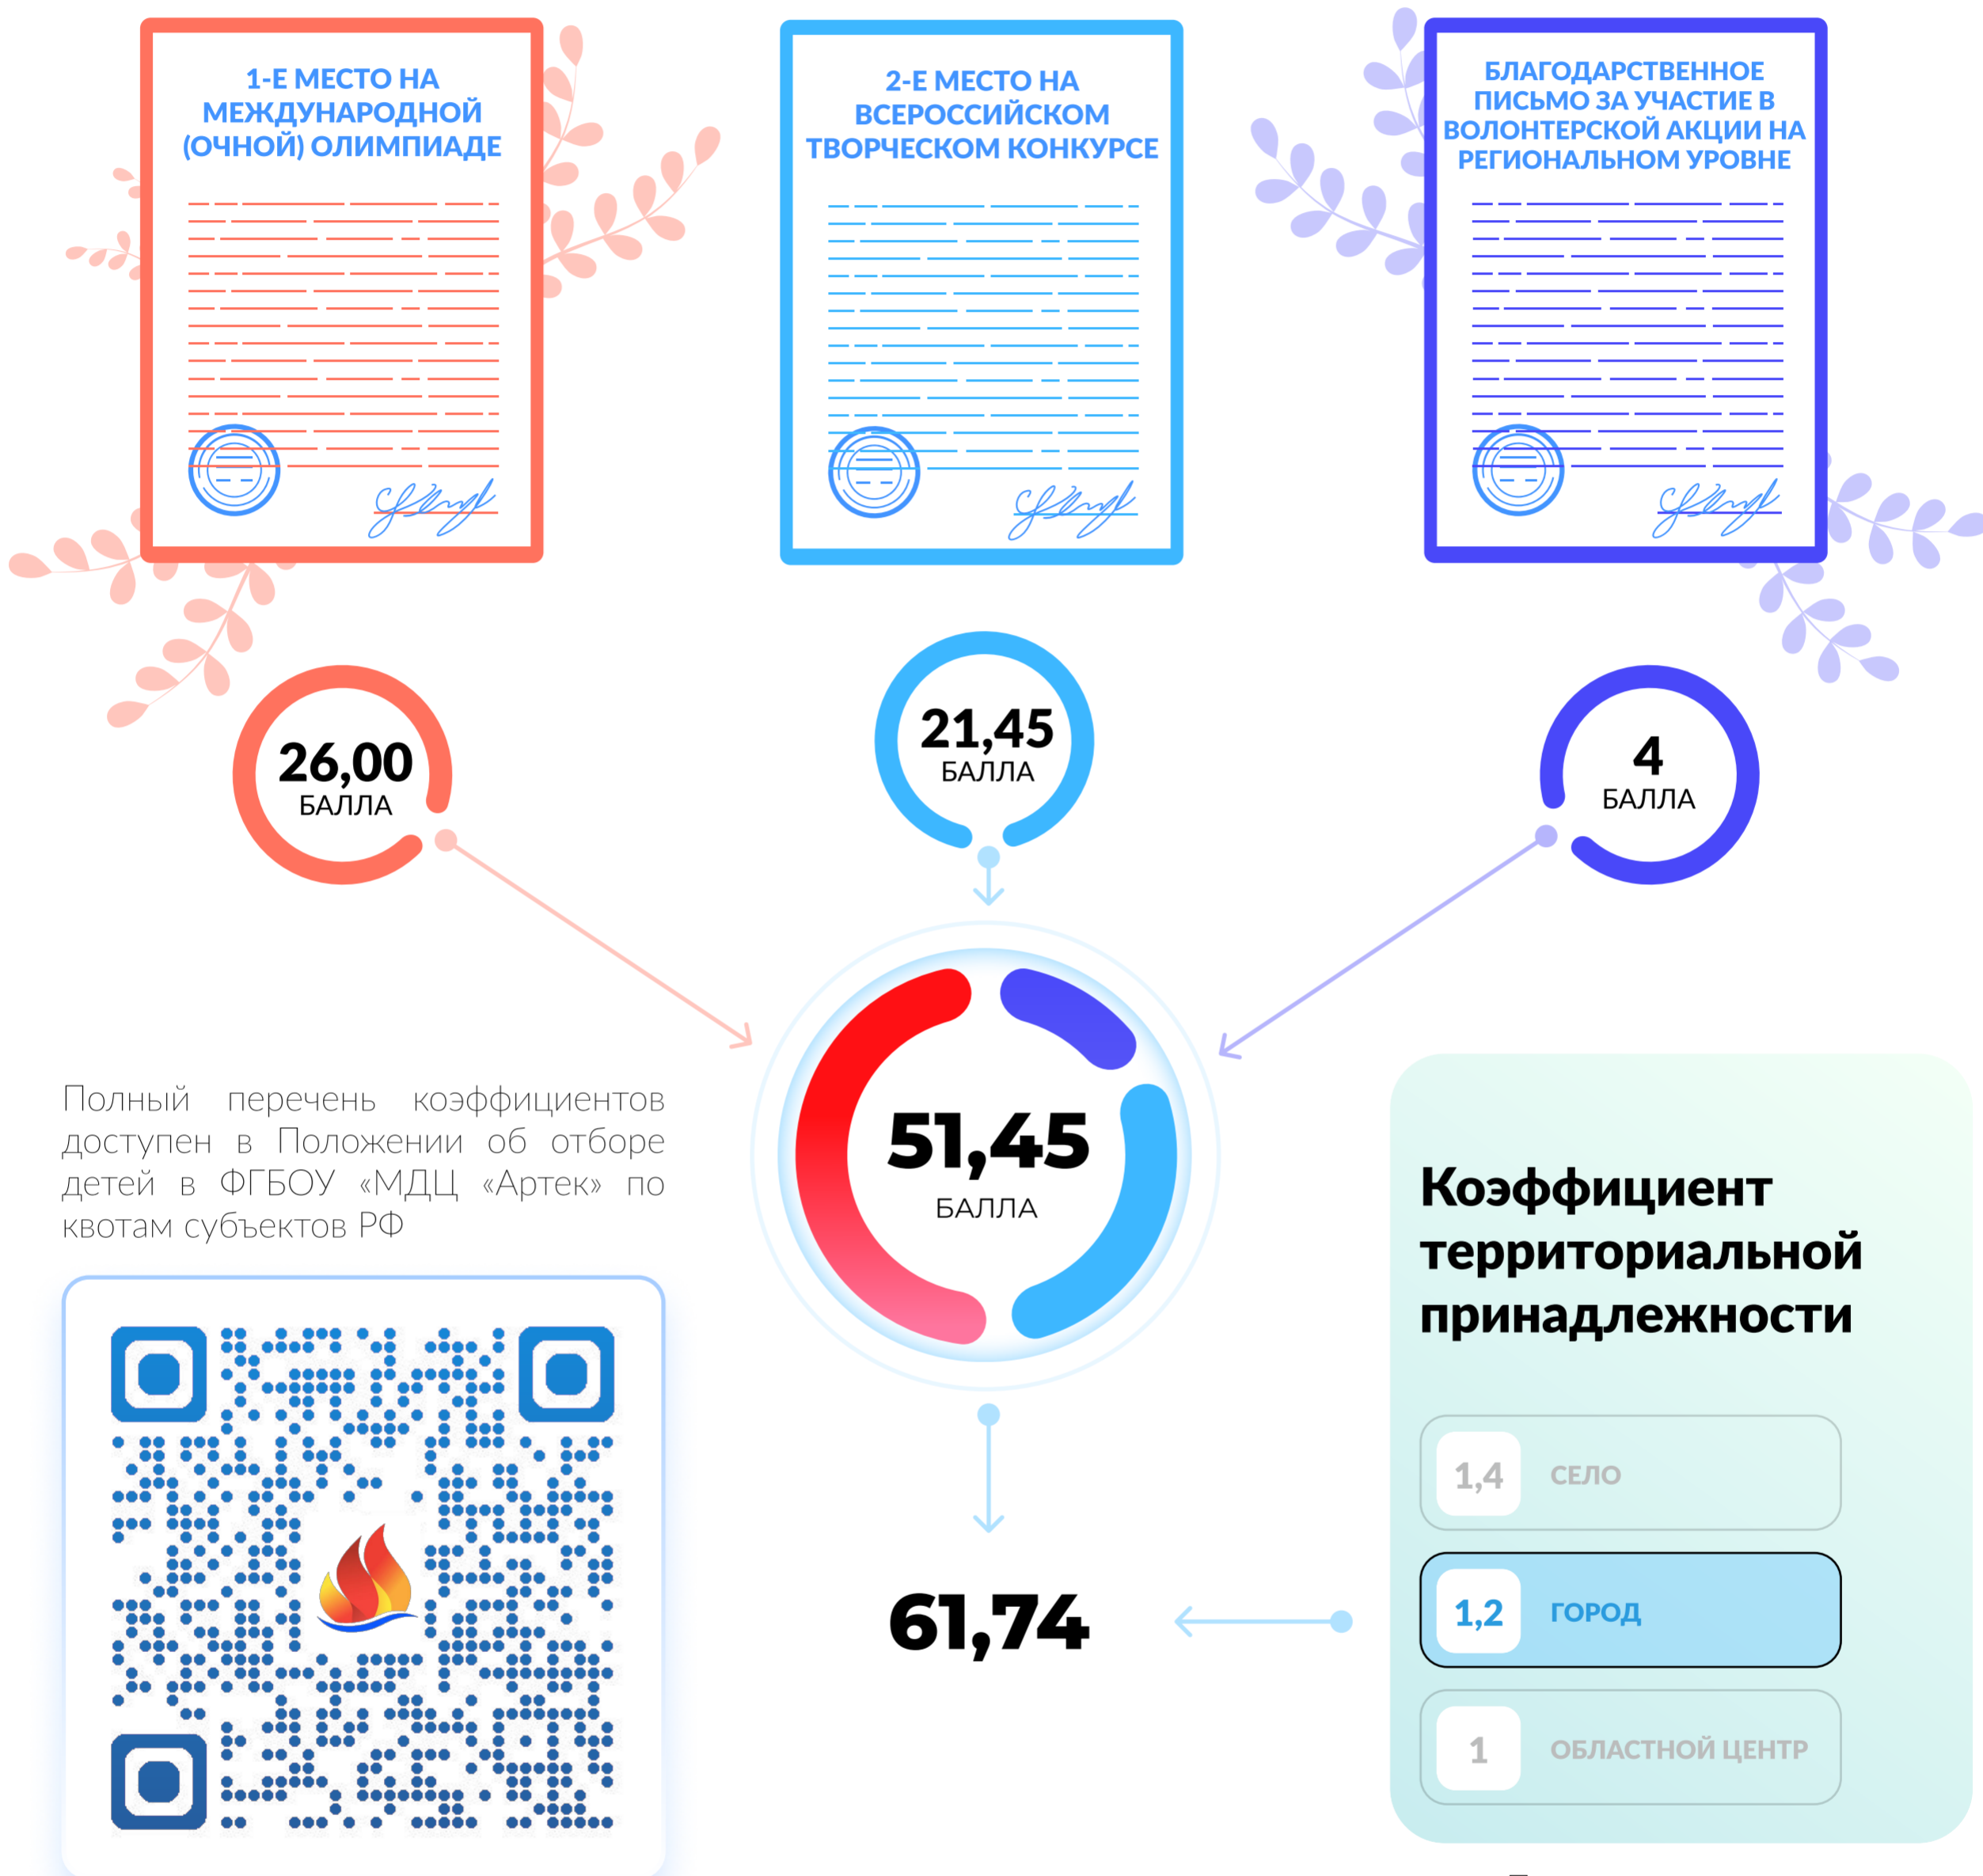 1-Е МЕСТО НА
МЕЖДУНАРОДНОЙ
(ОЧНОЙ) ОЛИМПИАДЕ
2-Е МЕСТО НА
ВСЕРОССИЙСКОМ
ТВОРЧЕСКОМ КОНКУРСЕ
БЛАГОДАРСТВЕННОЕ
ПИСЬМО ЗА УЧАСТИЕ В
ВОЛОНТЕРСКОЙ АКЦИИ НА
РЕГИОНАЛЬНОМ УРОВНЕ
26,00
БАЛЛА
21,45
БАЛЛА
4
БАЛЛА
51,45
БАЛЛА
Полный перечень коэффициентов
доступен в Положении об отборе
детей в ФГБОУ «МДЦ «Артек» по
квотам субъектов РФ
61,74
Коэффициент
территориальной
принадлежности
1,4 СЕЛО
1,2 ГОРОД
1 ОБЛАСТНОЙ ЦЕНТР